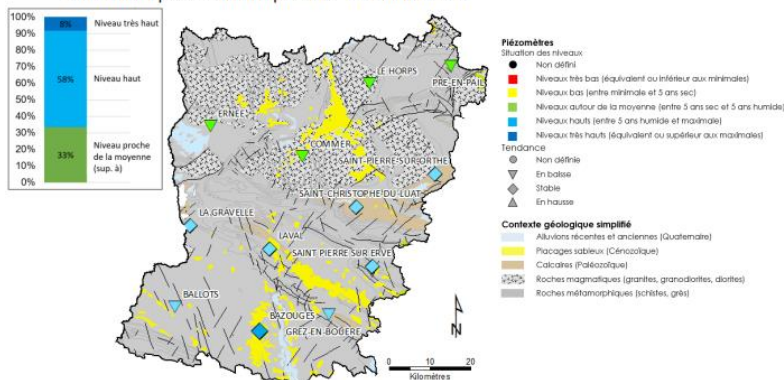 100%
90%
80%
70%
60%
50%
40%
30%
20%
10%
0%
8%
58%
33%
Niveau très haut
Niveau haut
Niveau proche
de la moyenne
(sup. à)
LE HORPS
PRE-EN-PAIL
ERNEE
COMMER
SAINT-PIERRE SUR ORTHE
SAINT-CHRISTOPHE DU LUAT
LA GRAVELLE
LAVAL
SAINT PIERRE SUR ERVE
BALLOTS
BAZOUGES
GREZ-EN-BOUERE
N
0 10 20
Kilomètres
Piézomètres
Situation des niveaux
Non défini
Niveaux très bas (équivalent ou inférieur aux minimales)
Niveaux bas (entre minimale et 5 ans sec)
Niveaux autour de la moyenne (entre 5 ans sec et 5 ans humide)
Niveaux hauts (entre 5 ans humide et maximale)
Niveaux très hauts (équivalent ou supérieur aux maximales)
Tendance
Non définie
En baisse
Stable
En hausse
Contexte géologique simplifié
Alluvions récentes et anciennes (Quaternaire)
Placages sableux (Cénozoïque)
Calcaires (Paléozoïque)
Roches magmatiques (granites, granodiorites, diorites)
Roches métamorphiques (schistes, grès)